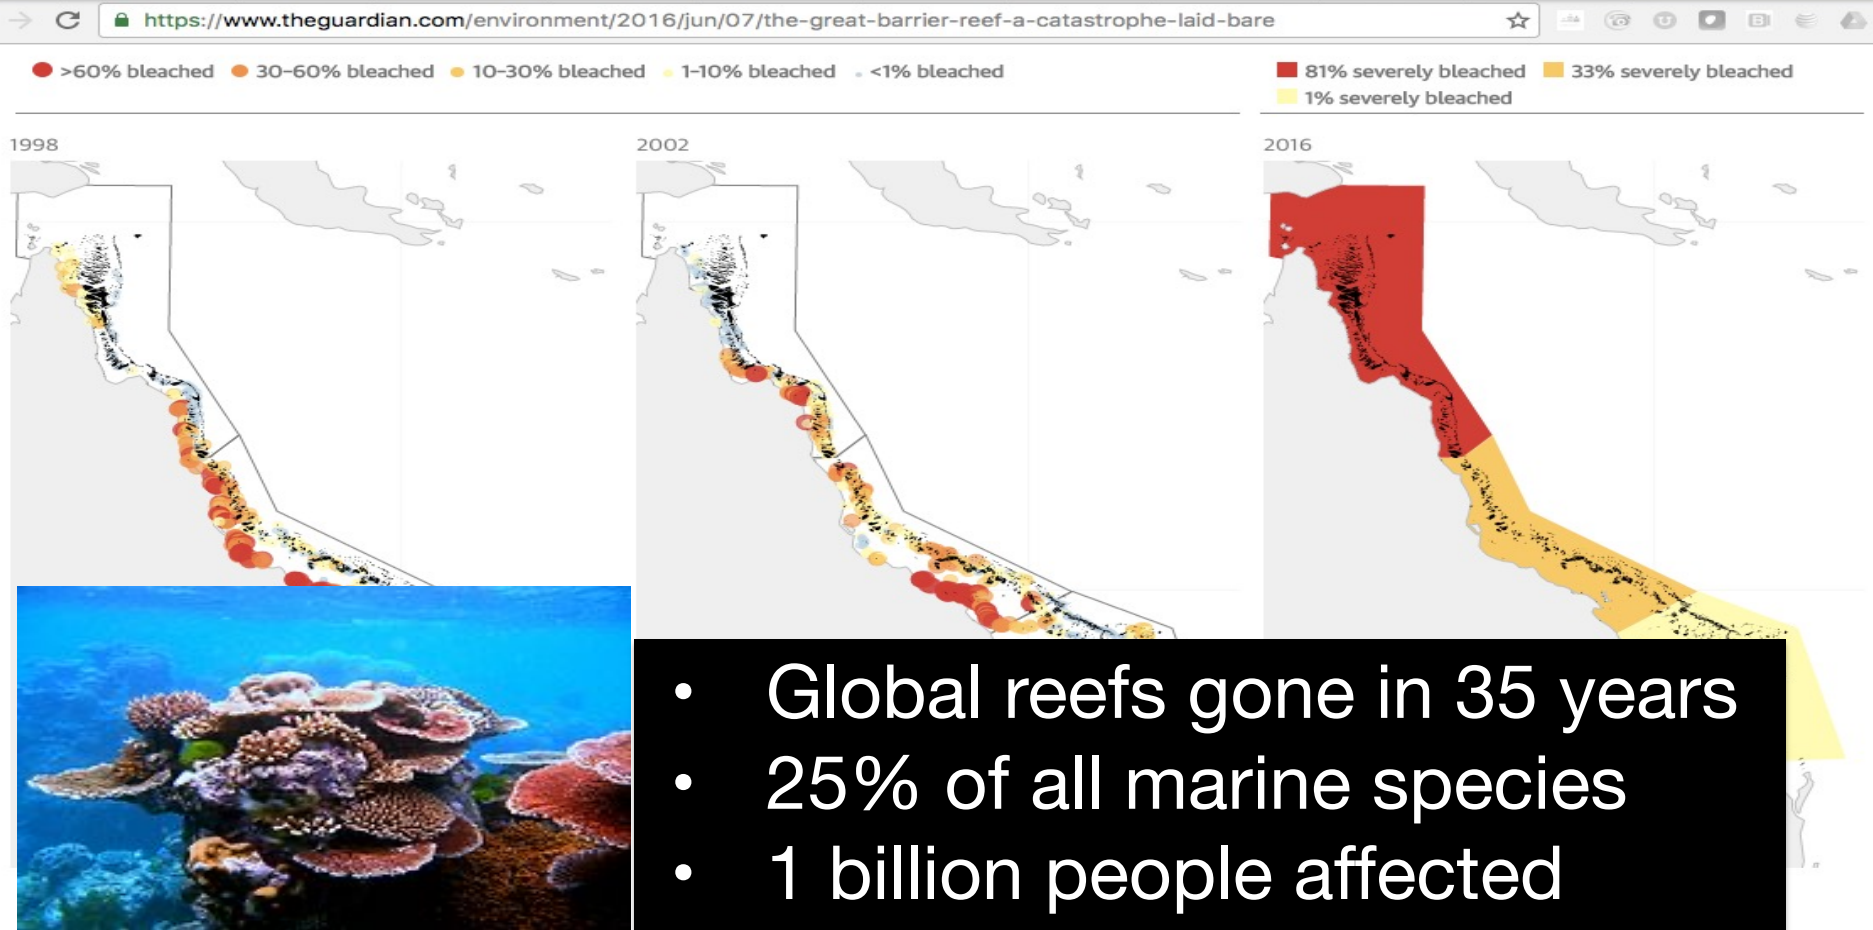 https://www.theguardian.com/environment/2016/jun/07/the-great-barrier-reef-a-catastrophe-laid-bare
>60% bleached 30-60% bleached 10-30% bleached 1-10% bleached <1% bleached
81% severely bleached 33% severely bleached
1% severely bleached
1998
2002
2016
• Global reefs gone in 35 years
• 25% of all marine species
• 1 billion people affected